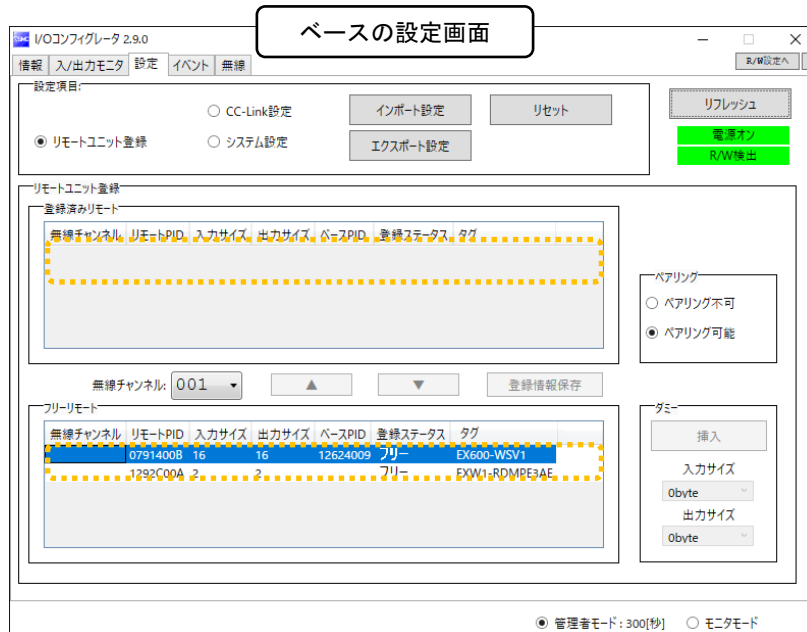 ベースの設定画面
I/Oコンフィグレータ 2.9.0
情報 入/出力モニタ 設定 イベント 無線
R/W設定へ
設定項目:
CC-Link設定 インポート設定 リセット
リモートユニット登録 システム設定 エクスポート設定
リフレッシュ
電源オン
R/W検出
リモートユニット登録
登録済みリモート
無線チャンネル リモートPID 入力サイズ 出力サイズ ベースPID 登録ステータス タグ
ペアリング
ペアリング不可
ペアリング可能
無線チャンネル: 001 ▲ ▼ 登録情報保存
フリーリモート
無線チャンネル リモートPID 入力サイズ 出力サイズ ベースPID 登録ステータス タグ
0791400B 16 16 12624009 フリー EX600-WSV1
1292C00A 2 2 フリー EXW1-RDMPE3AE
ダミー
挿入
入力サイズ
0byte
出力サイズ
0byte
管理者モード : 300[秒] モニタモード